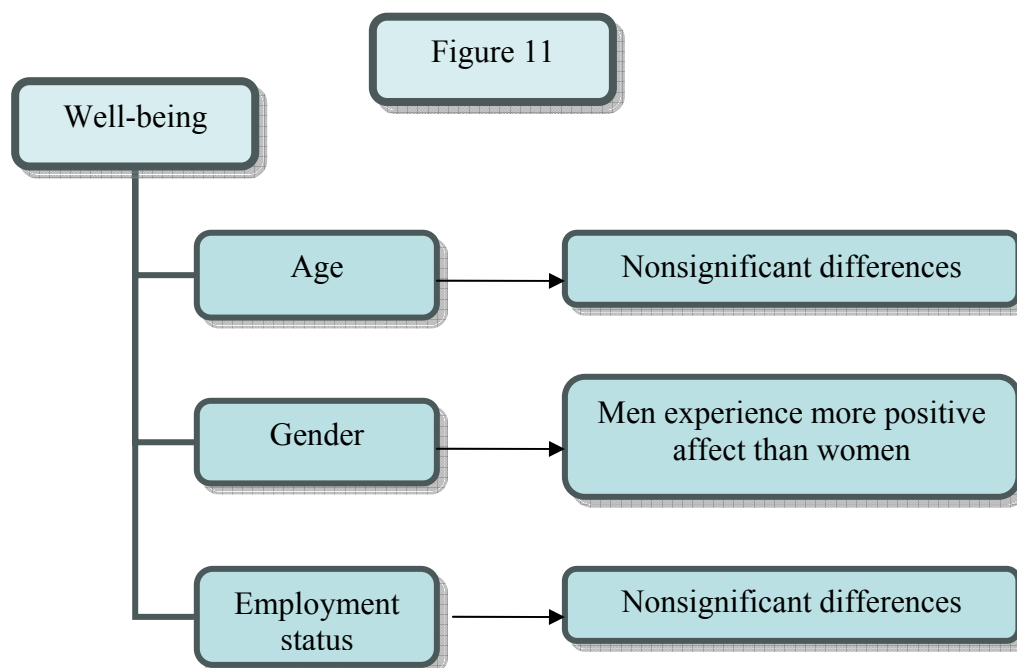 Figure 11
Well-being
Age
Nonsignificant differences
Gender
Men experience more positive
affect than women
Employment
status
Nonsignificant differences